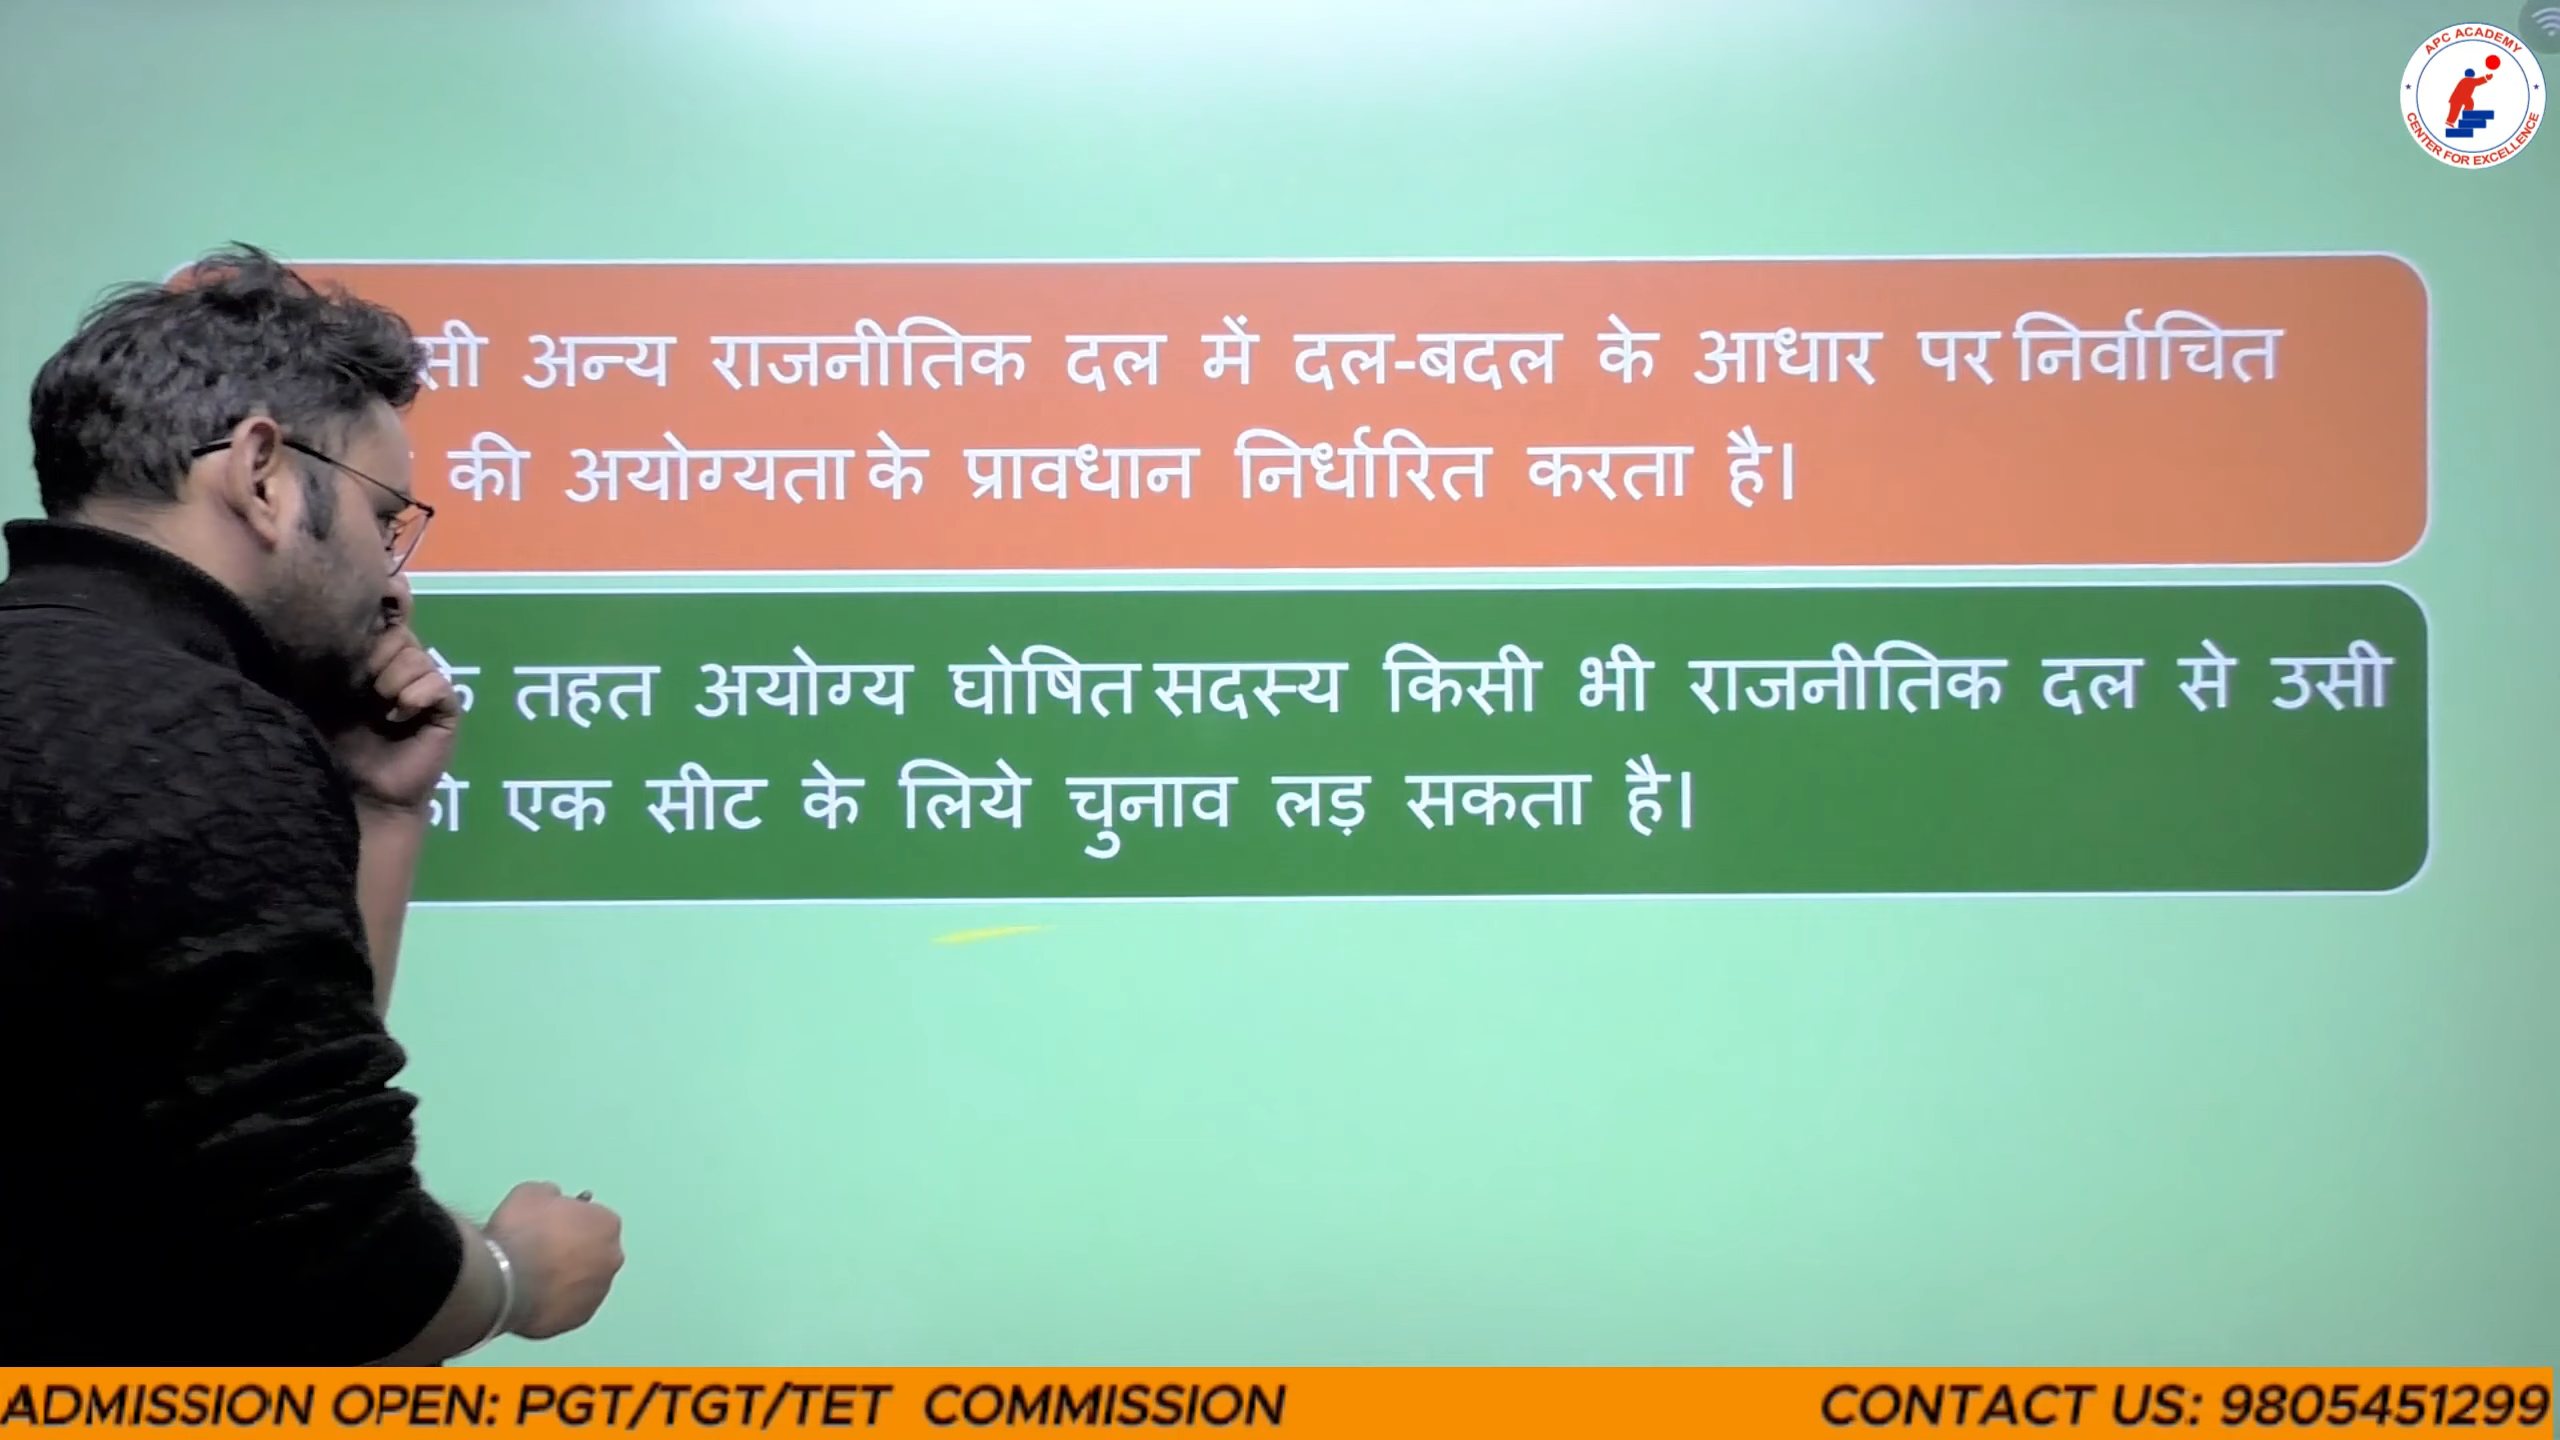 APC ACADEMY
CENTER FOR EXCELLENCE
अन्य राजनीतिक दल में दल-बदल के आधार पर निर्वाचित
की अयोग्यता के प्रावधान निर्धारित करता है।
के तहत अयोग्य घोषित सदस्य किसी भी राजनीतिक दल से उसी
एक सीट के लिये चुनाव लड़ सकता है।
ADMISSION OPEN: PGT/TGT/TET COMMISSION
CONTACT US: 9805451299